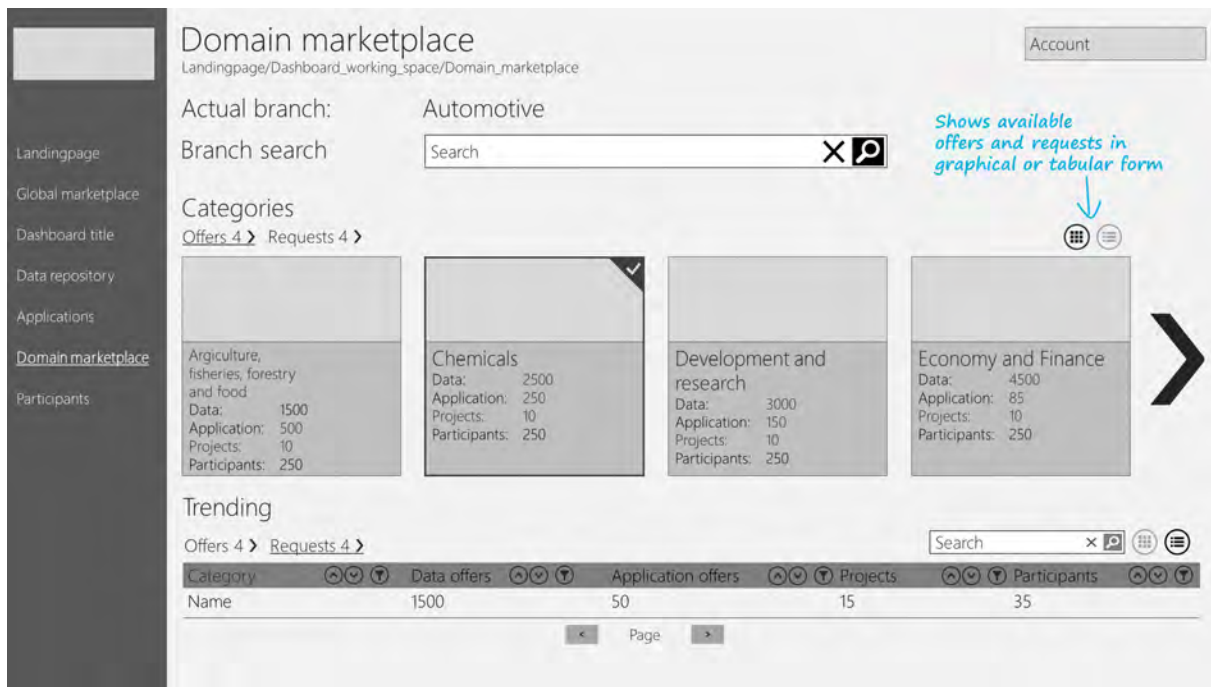 Domain marketplace
Landingpage/Dashboard_working_space/Domain_marketplace
Account
Actual branch: Automotive
Branch search Search
Shows available
offers and requests in
graphical or tabular form
Landingpage
Global marketplace
Dashboard title
Data repository
Applications
Domain marketplace
Participants
Categories
Offers 4 Requests 4
Argiculture,
fisheries, forestry
and food
Data: 1500
Application: 500
Projects: 10
Participants: 250
Chemicals
Data: 2500
Application: 250
Projects: 10
Participants: 250
Development and
research
Data: 3000
Application: 150
Projects: 10
Participants: 250
Economy and Finance
Data: 4500
Application: 85
Projects: 10
Participants: 250
Trending
Offers 4 Requests 4
Search
Category Data offers Application offers Projects Participants
Name 1500 50 15 35
< Page >